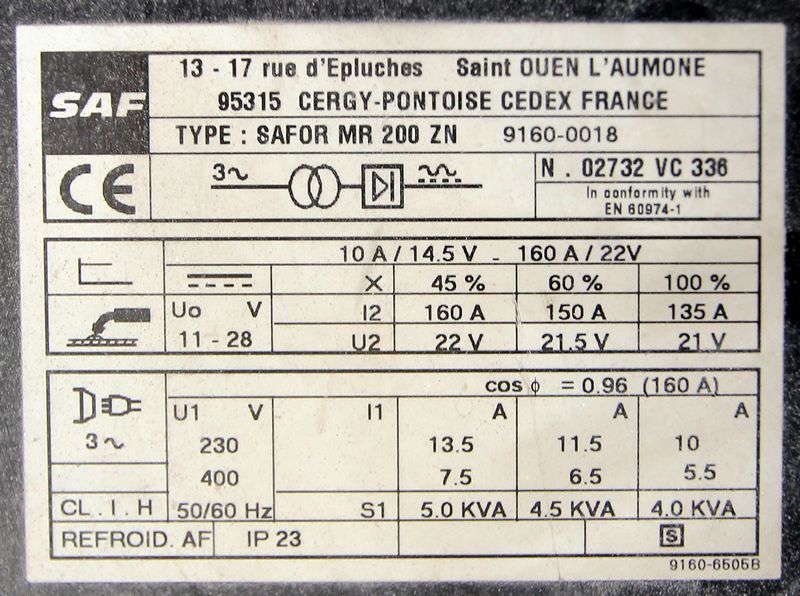 SAF
13 - 17 rue d'Epluches Saint OUEN L'AUMONE
95315 CERGY-PONTOISE CEDEX FRANCE
TYPE : SAFOR MR 200 ZN 9160-0018
CE
3~
N . 02732 VC 336
In conformity with
EN 60974-1
10 A / 14.5 V - 160 A / 22V
X 45 % 60 % 100 %
Uo V I2 160 A 150 A 135 A
11 - 28 U2 22 V 21.5 V 21 V
cos ϕ = 0.96 (160 A)
3~
U1 V I1 A A A
230 13.5 11.5 10
400 7.5 6.5 5.5
CL . I . H 50/60 Hz S1 5.0 KVA 4.5 KVA 4.0 KVA
REFROID. AF IP 23 S
9160-6505B